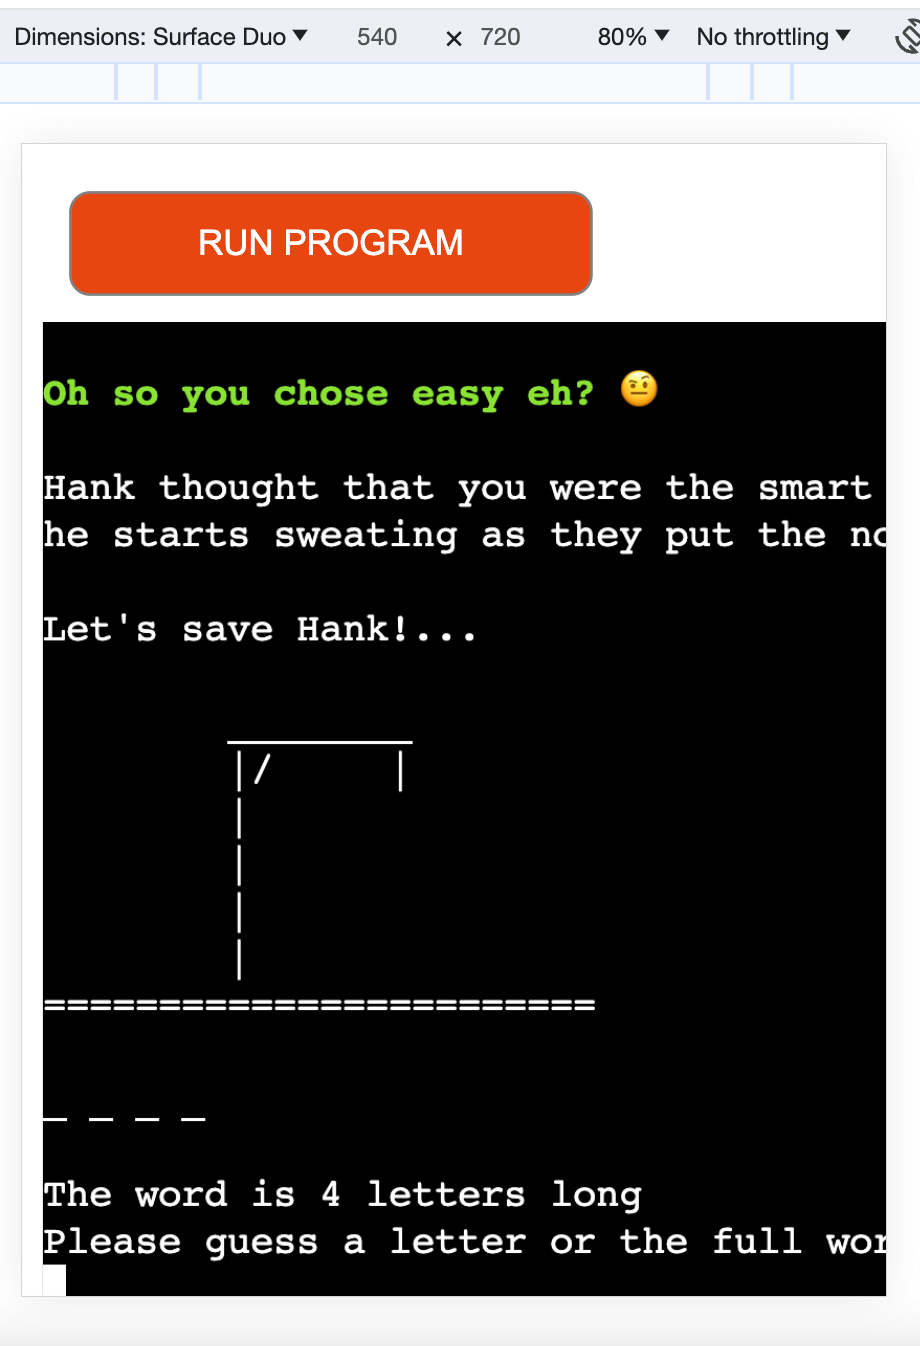 Dimensions: Surface Duo ▼ 540 × 720 80% ▼ No throttling ▼
RUN PROGRAM
Oh so you chose easy eh? 🤨
Hank thought that you were the smart
he starts sweating as they put the
Let's save Hank!...
________
|/      |
|
|
|
|
========================
_ _ _ _
The word is 4 letters long
Please guess a letter or the full